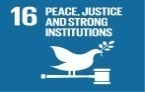 16 PEACE, JUSTICE
AND STRONG
INSTITUTIONS